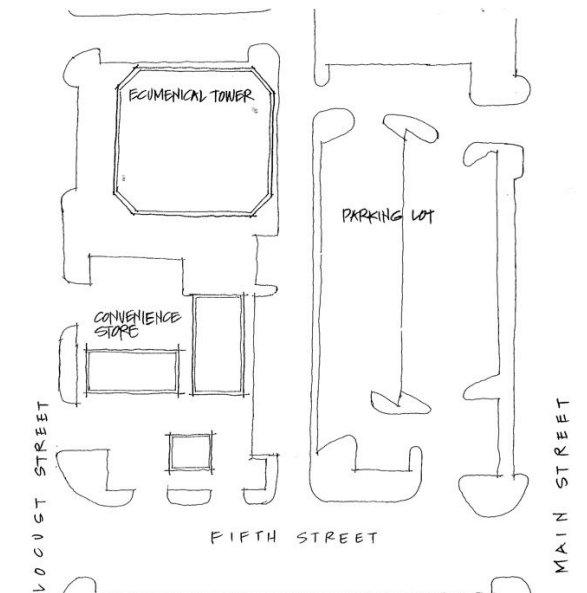 ECUMENICAL TOWER
PARKING LOT
CONVENIENCE
STORE
LOCUST STREET
MAIN STREET
FIFTH STREET